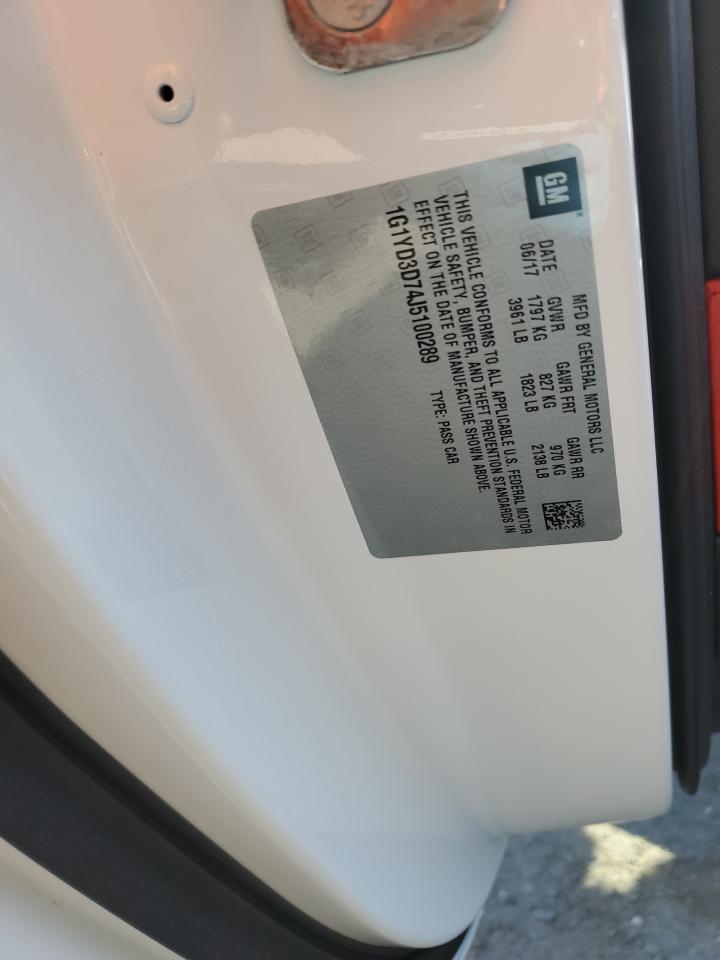 GM
MFD BY GENERAL MOTORS LLC
DATE GVWR GAWR FRT GAWR RR
06/17 1797 KG 827 KG 970 KG
3961 LB 1823 LB 2138 LB
THIS VEHICLE CONFORMS TO ALL APPLICABLE U.S. FEDERAL MOTOR
VEHICLE SAFETY, BUMPER, AND THEFT PREVENTION STANDARDS IN
EFFECT ON THE DATE OF MANUFACTURE SHOWN ABOVE.
1G1YD3D74J5100289 TYPE: PASS CAR